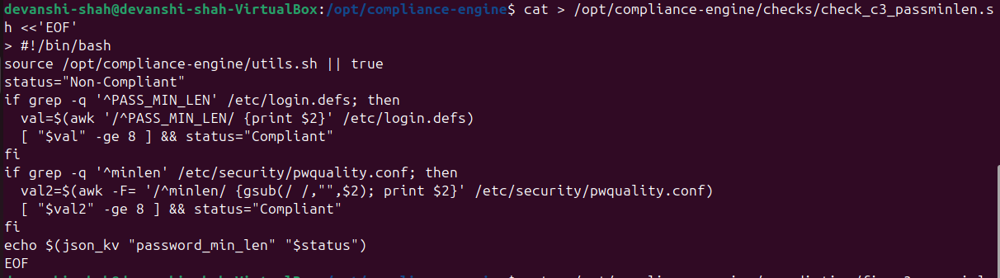 devanshi-shah@devanshi-shah-VirtualBox:/opt/compliance-engine$ cat > /opt/compliance-engine/checks/check_c3_passminlen.s
h <<'EOF'
> #!/bin/bash
source /opt/compliance-engine/utils.sh || true
status="Non-Compliant"
if grep -q '^PASS_MIN_LEN' /etc/login.defs; then
  val=$(awk '/^PASS_MIN_LEN/ {print $2}' /etc/login.defs)
  [ "$val" -ge 8 ] && status="Compliant"
fi
if grep -q '^minlen' /etc/security/pwquality.conf; then
  val2=$(awk -F= '/^minlen/ {gsub(/ /,"",$2); print $2}' /etc/security/pwquality.conf)
  [ "$val2" -ge 8 ] && status="Compliant"
fi
echo $(json_kv "password_min_len" "$status")
EOF